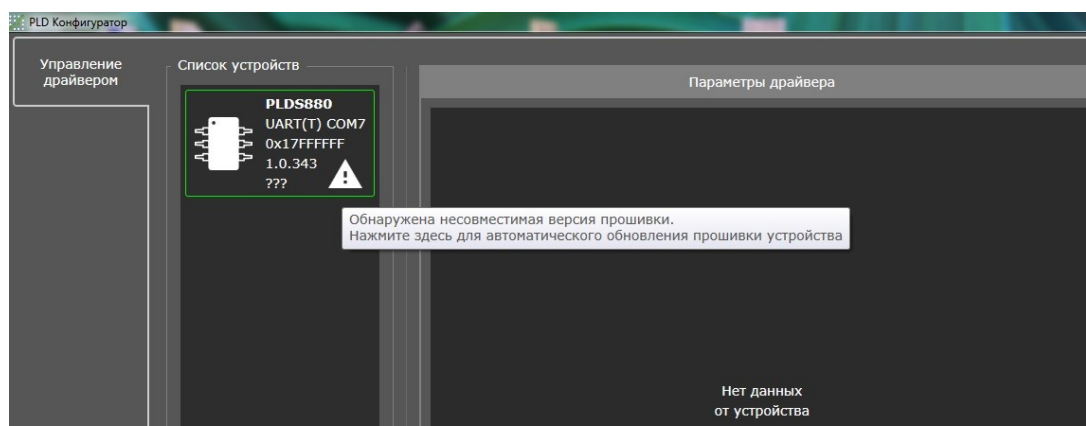 PLD Конфигуратор
Управление
драйвером
Список устройств
PLDS880
UART(T) COM7
0x17FFFFFF
1.0.343
???
Обнаружена несовместимая версия прошивки.
Нажмите здесь для автоматического обновления прошивки устройства
Параметры драйвера
Нет данных
от устройства